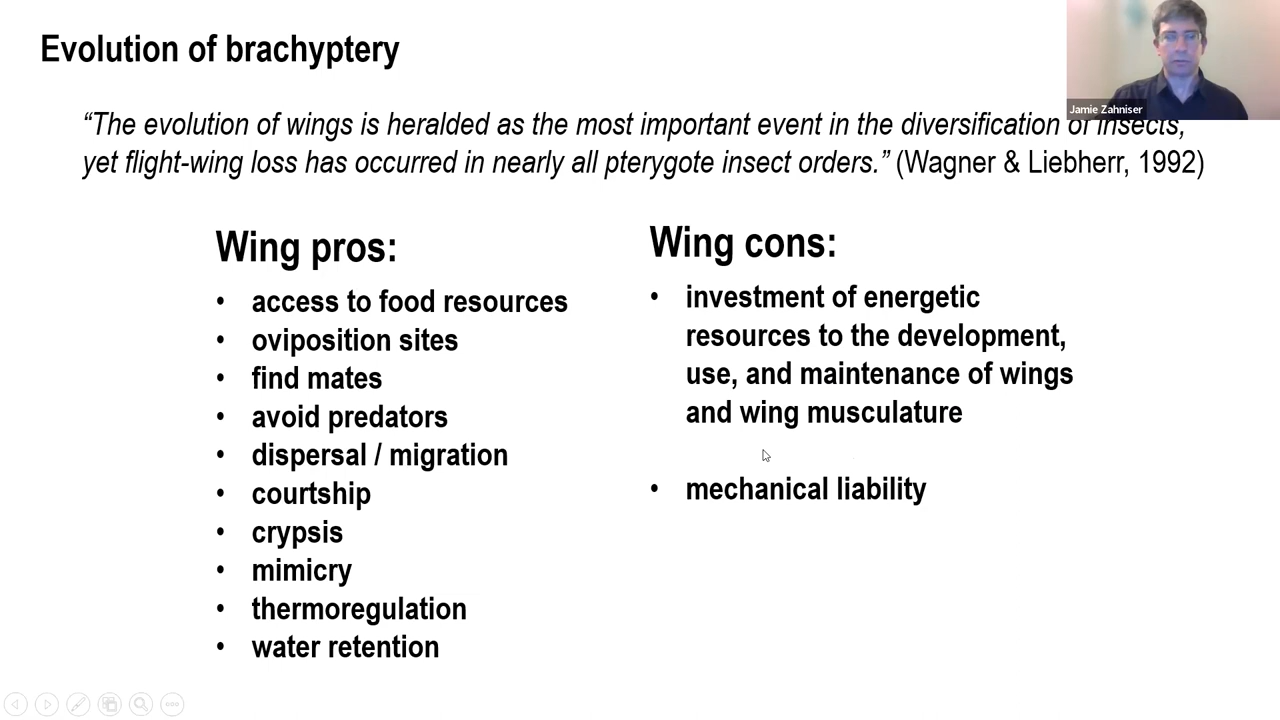 Evolution of brachyptery
Jamie Zahniser
“The evolution of wings is heralded as the most important event in the diversification of insects,
yet flight-wing loss has occurred in nearly all pterygote insect orders.” (Wagner & Liebherr, 1992)
Wing pros:
• access to food resources
• oviposition sites
• find mates
• avoid predators
• dispersal / migration
• courtship
• crypsis
• mimicry
• thermoregulation
• water retention
Wing cons:
• investment of energetic
resources to the development,
use, and maintenance of wings
and wing musculature
• mechanical liability